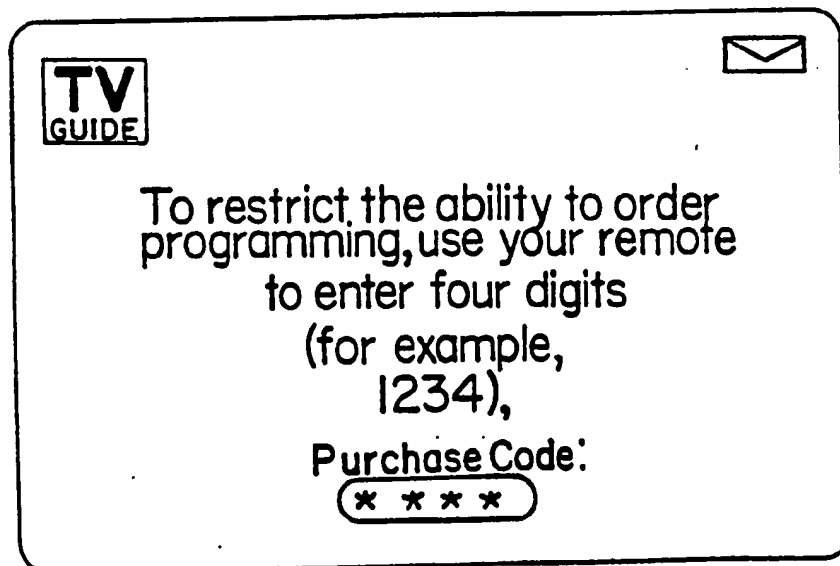 TV
GUIDE
To restrict the ability to order
programming, use your remote
to enter four digits
(for example,
1234),
Purchase Code:
* * * *